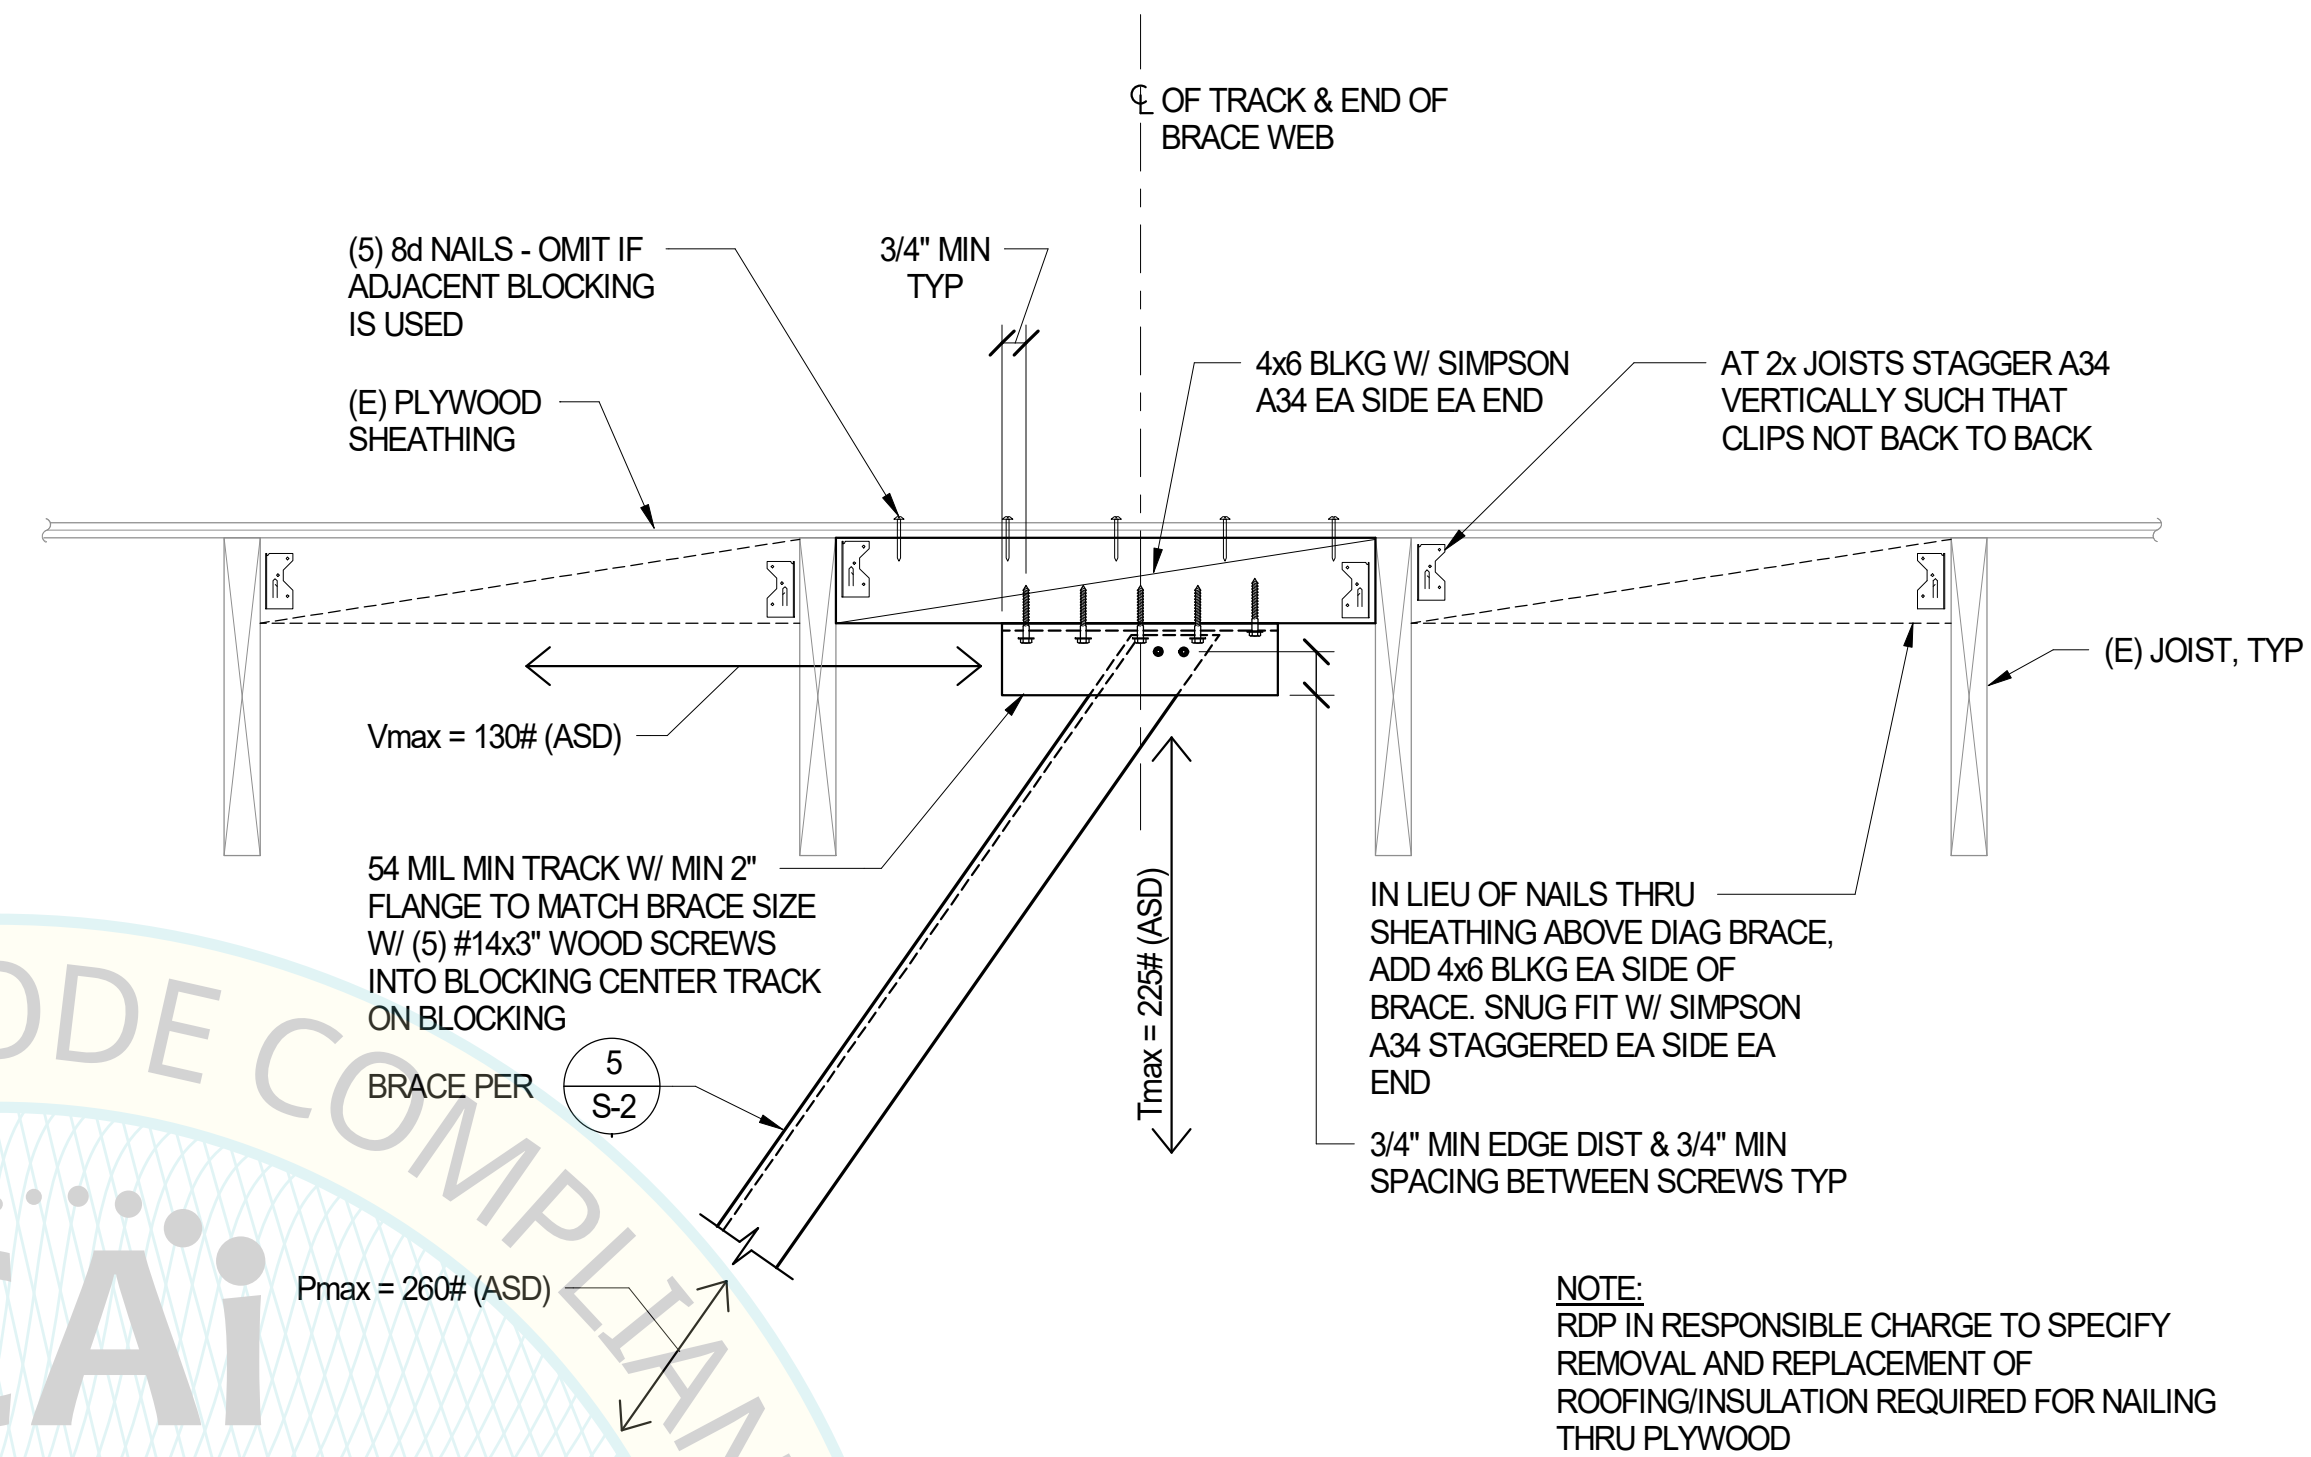 ℄ OF TRACK & END OF
BRACE WEB
(5) 8d NAILS - OMIT IF
ADJACENT BLOCKING
IS USED
3/4" MIN
TYP
(E) PLYWOOD
SHEATHING
4x6 BLKG W/ SIMPSON
A34 EA SIDE EA END
AT 2x JOISTS STAGGER A34
VERTICALLY SUCH THAT
CLIPS NOT BACK TO BACK
(E) JOIST, TYP
Vmax = 130# (ASD)
54 MIL MIN TRACK W/ MIN 2"
FLANGE TO MATCH BRACE SIZE
W/ (5) #14x3" WOOD SCREWS
INTO BLOCKING CENTER TRACK
ON BLOCKING
BRACE PER
5
S-2
Tmax = 225# (ASD)
IN LIEU OF NAILS THRU
SHEATHING ABOVE DIAG BRACE,
ADD 4x6 BLKG EA SIDE OF
BRACE. SNUG FIT W/ SIMPSON
A34 STAGGERED EA SIDE EA
END
3/4" MIN EDGE DIST & 3/4" MIN
SPACING BETWEEN SCREWS TYP
Pmax = 260# (ASD)
NOTE:
RDP IN RESPONSIBLE CHARGE TO SPECIFY
REMOVAL AND REPLACEMENT OF
ROOFING/INSULATION REQUIRED FOR NAILING
THRU PLYWOOD
ODE COMPLIAN
Ai